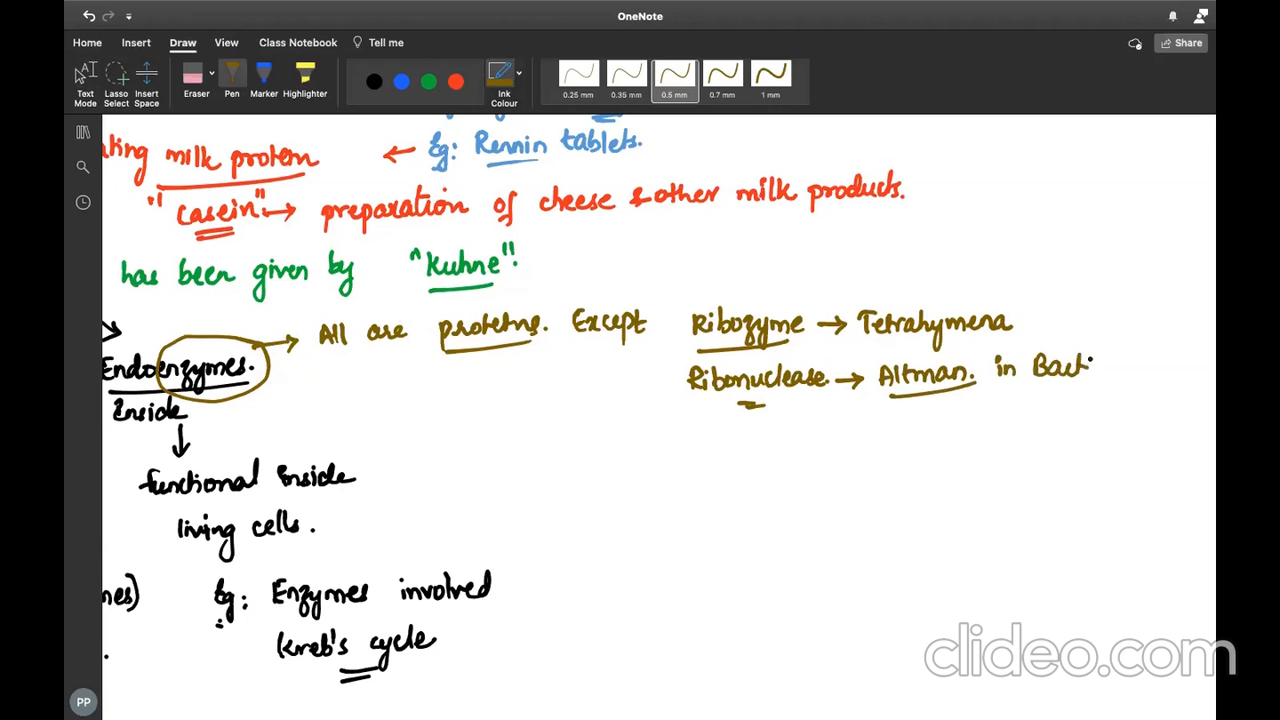 OneNote
Home Insert Draw View Class Notebook Tell me
Share
Text Mode
Lasso Select
Insert Space
Eraser
Pen
Marker
Highlighter
Ink Colour
0.25 mm 0.35 mm 0.5 mm 0.7 mm 1 mm
Eg: Rennin tablets.
milk protein ←
"casein" → preparation of cheese & other milk products.
has been given by "Kuhne".
Endoenzymes. → All are proteins. Except Ribozyme → Tetrahymena
Ribonuclease → Altman. in Bact
Inside
functional inside
living cells.
nes) Eg: Enzymes involved
Kreb's cycle
PP
clideo.com